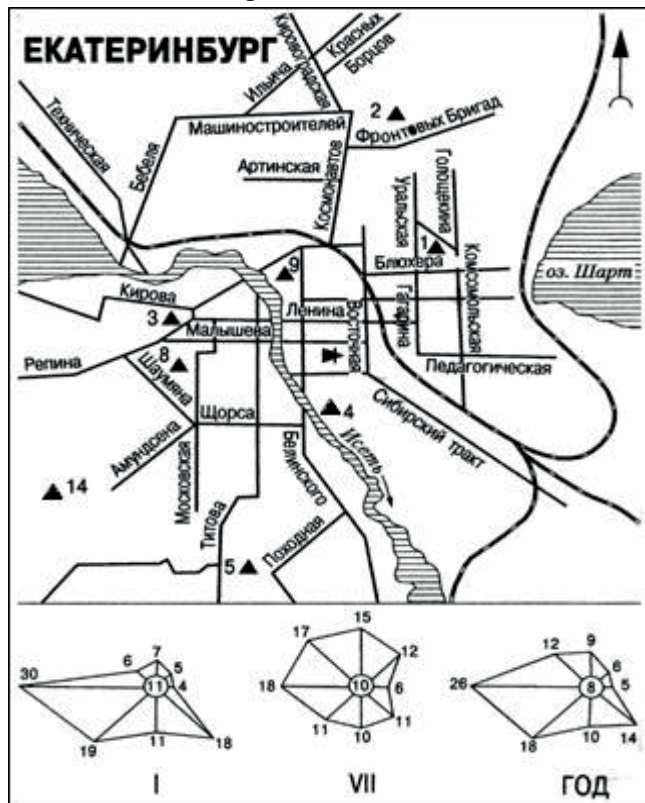 ЕКАТЕРИНБУРГ
Кировоградская
Красных
Борцов
Ильича
Техническая
Бебеля
Машиностроителей
2
Фронтовых Бригад
Артинская
Космонавтов
Уральская
Голощекина
1
9
Блюхера
оз. Шарт
Кирова
Ленина
Восточная
Гагарина
Комсомольская
3
Малышева
Репина
8
Шаумяна
Педагогическая
Щорса
4
Сибирский тракт
Исеть
Амундсена
14
Московская
Белинского
Титова
Походная
5
30
6
7
5
11
4
19
11
18
I
15
17
12
18
10
6
11
10
11
VII
12
9
6
26
8
5
18
10
14
ГОД